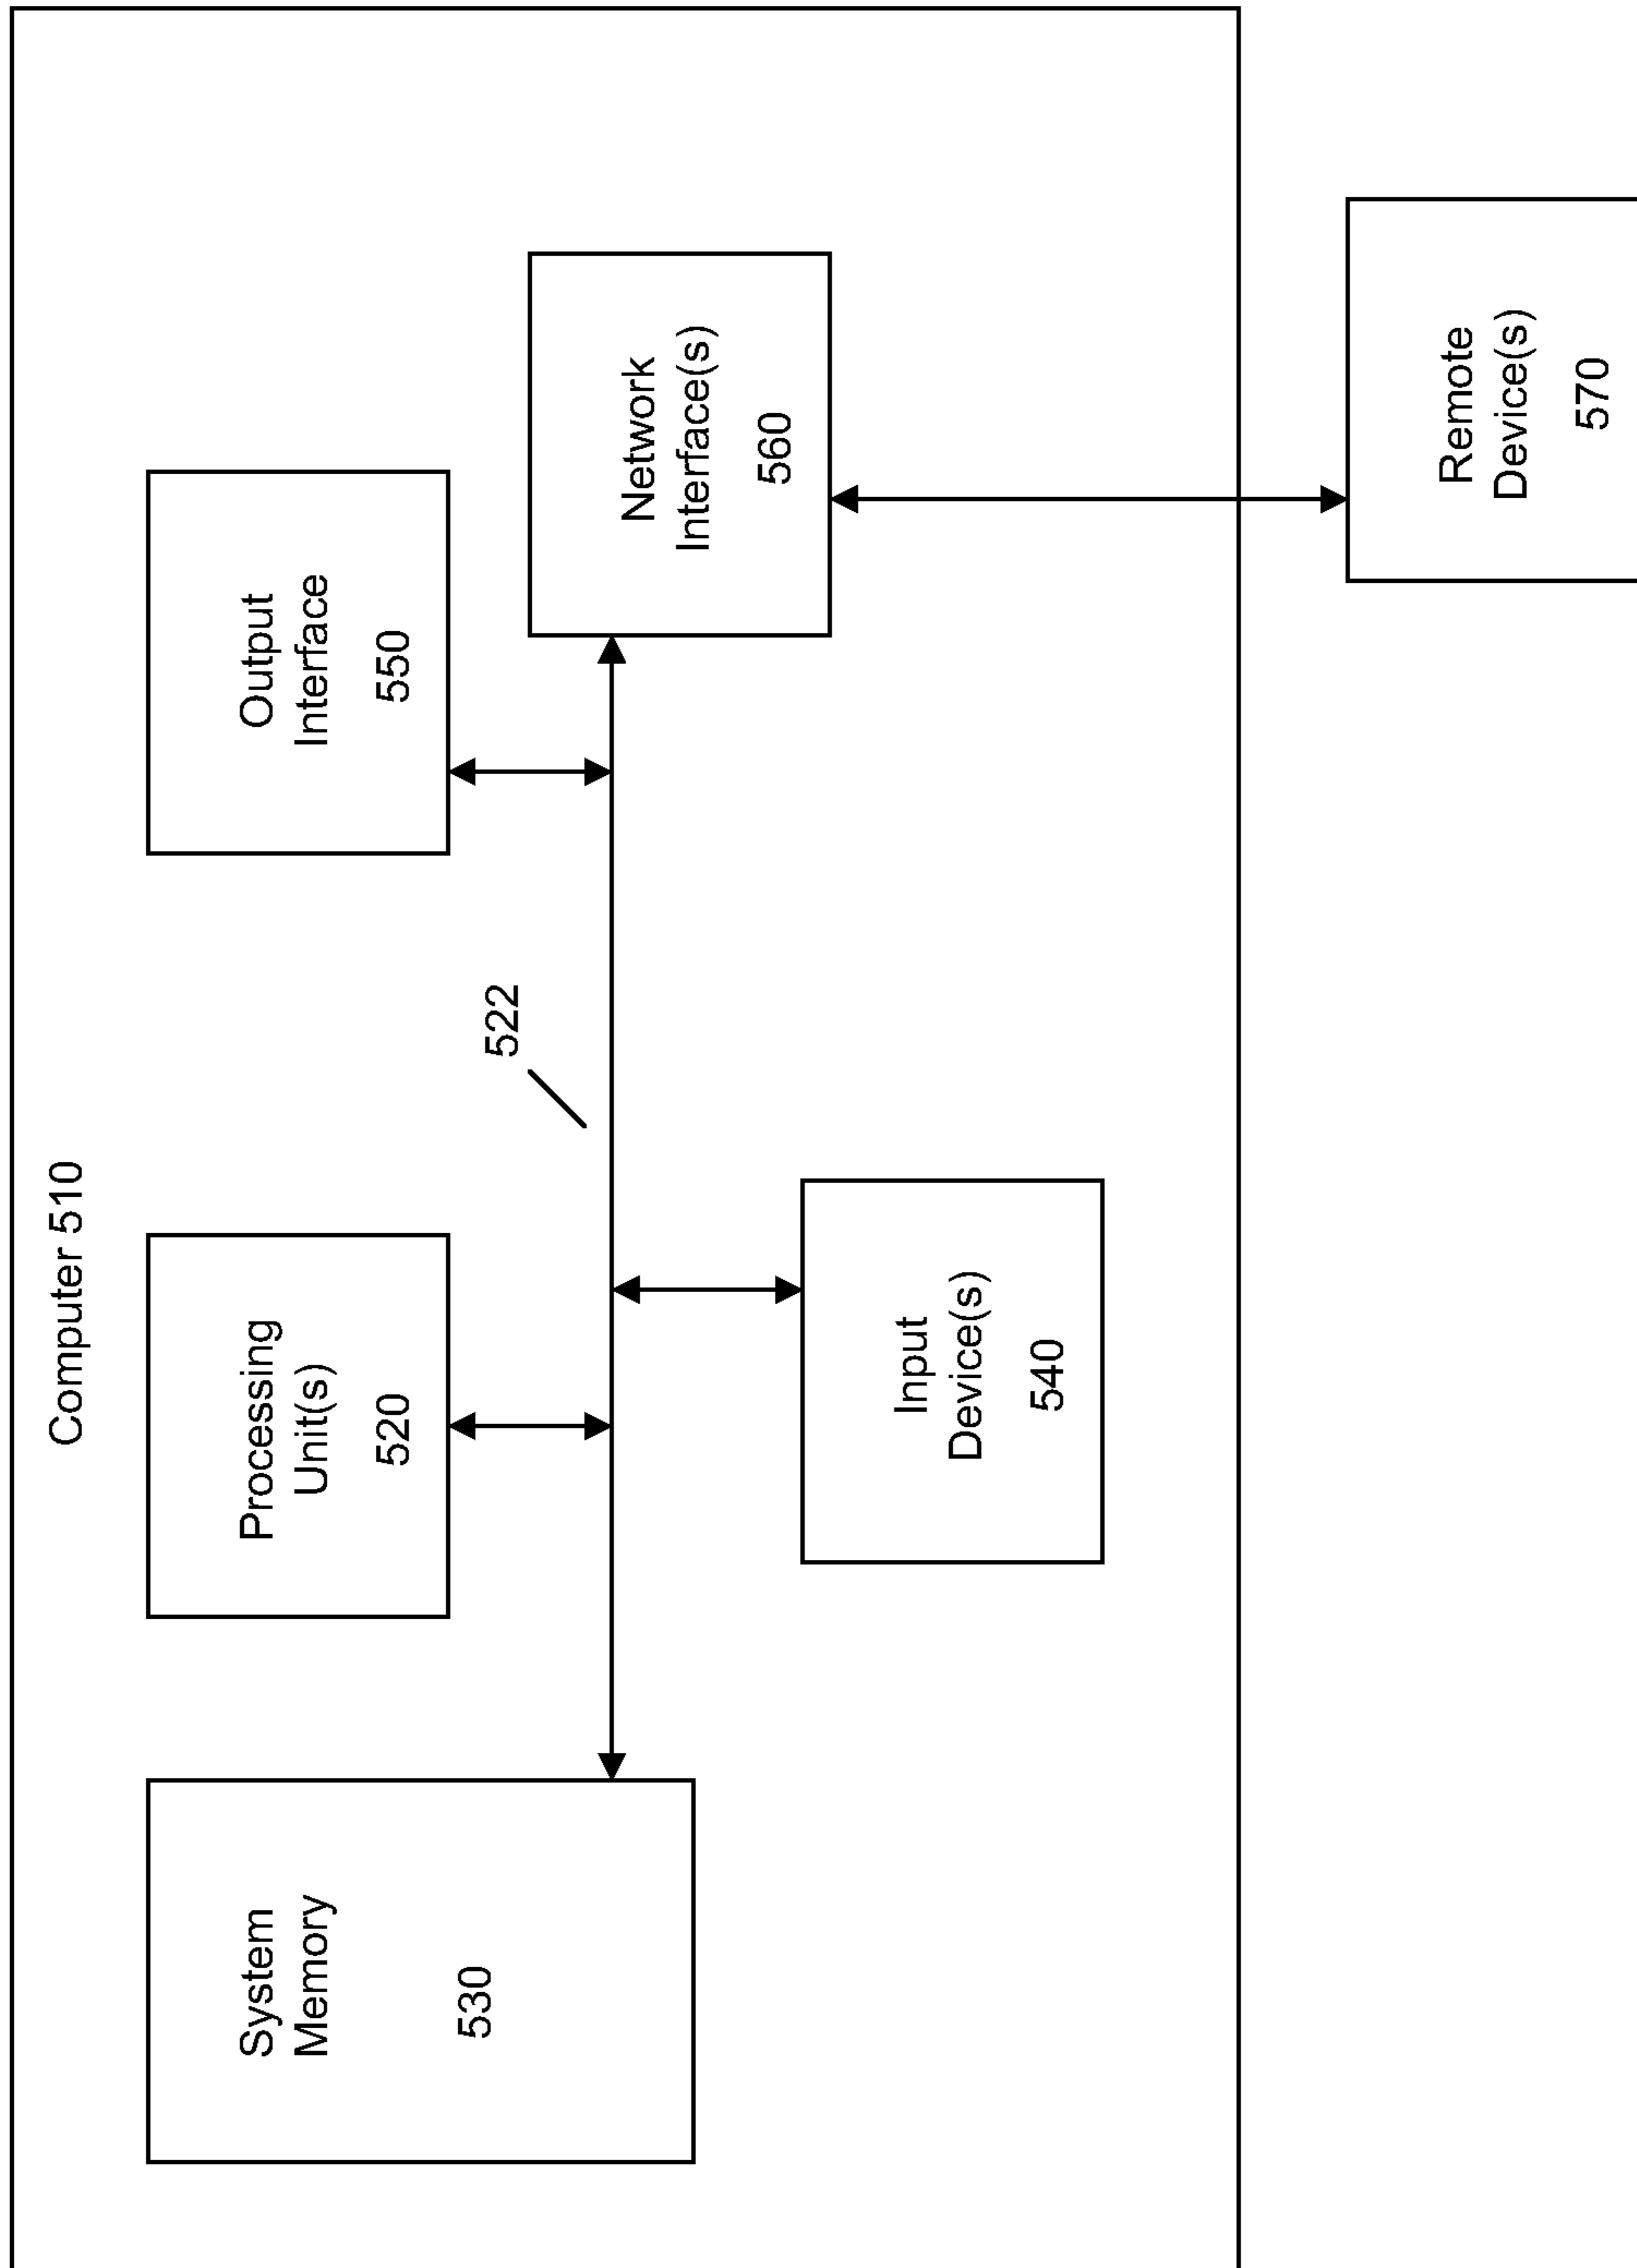 Computer 510
System
Memory
530
Processing
Unit(s)
520
Output
Interface
550
522
Network
Interface(s)
560
Input
Device(s)
540
Remote
Device(s)
570